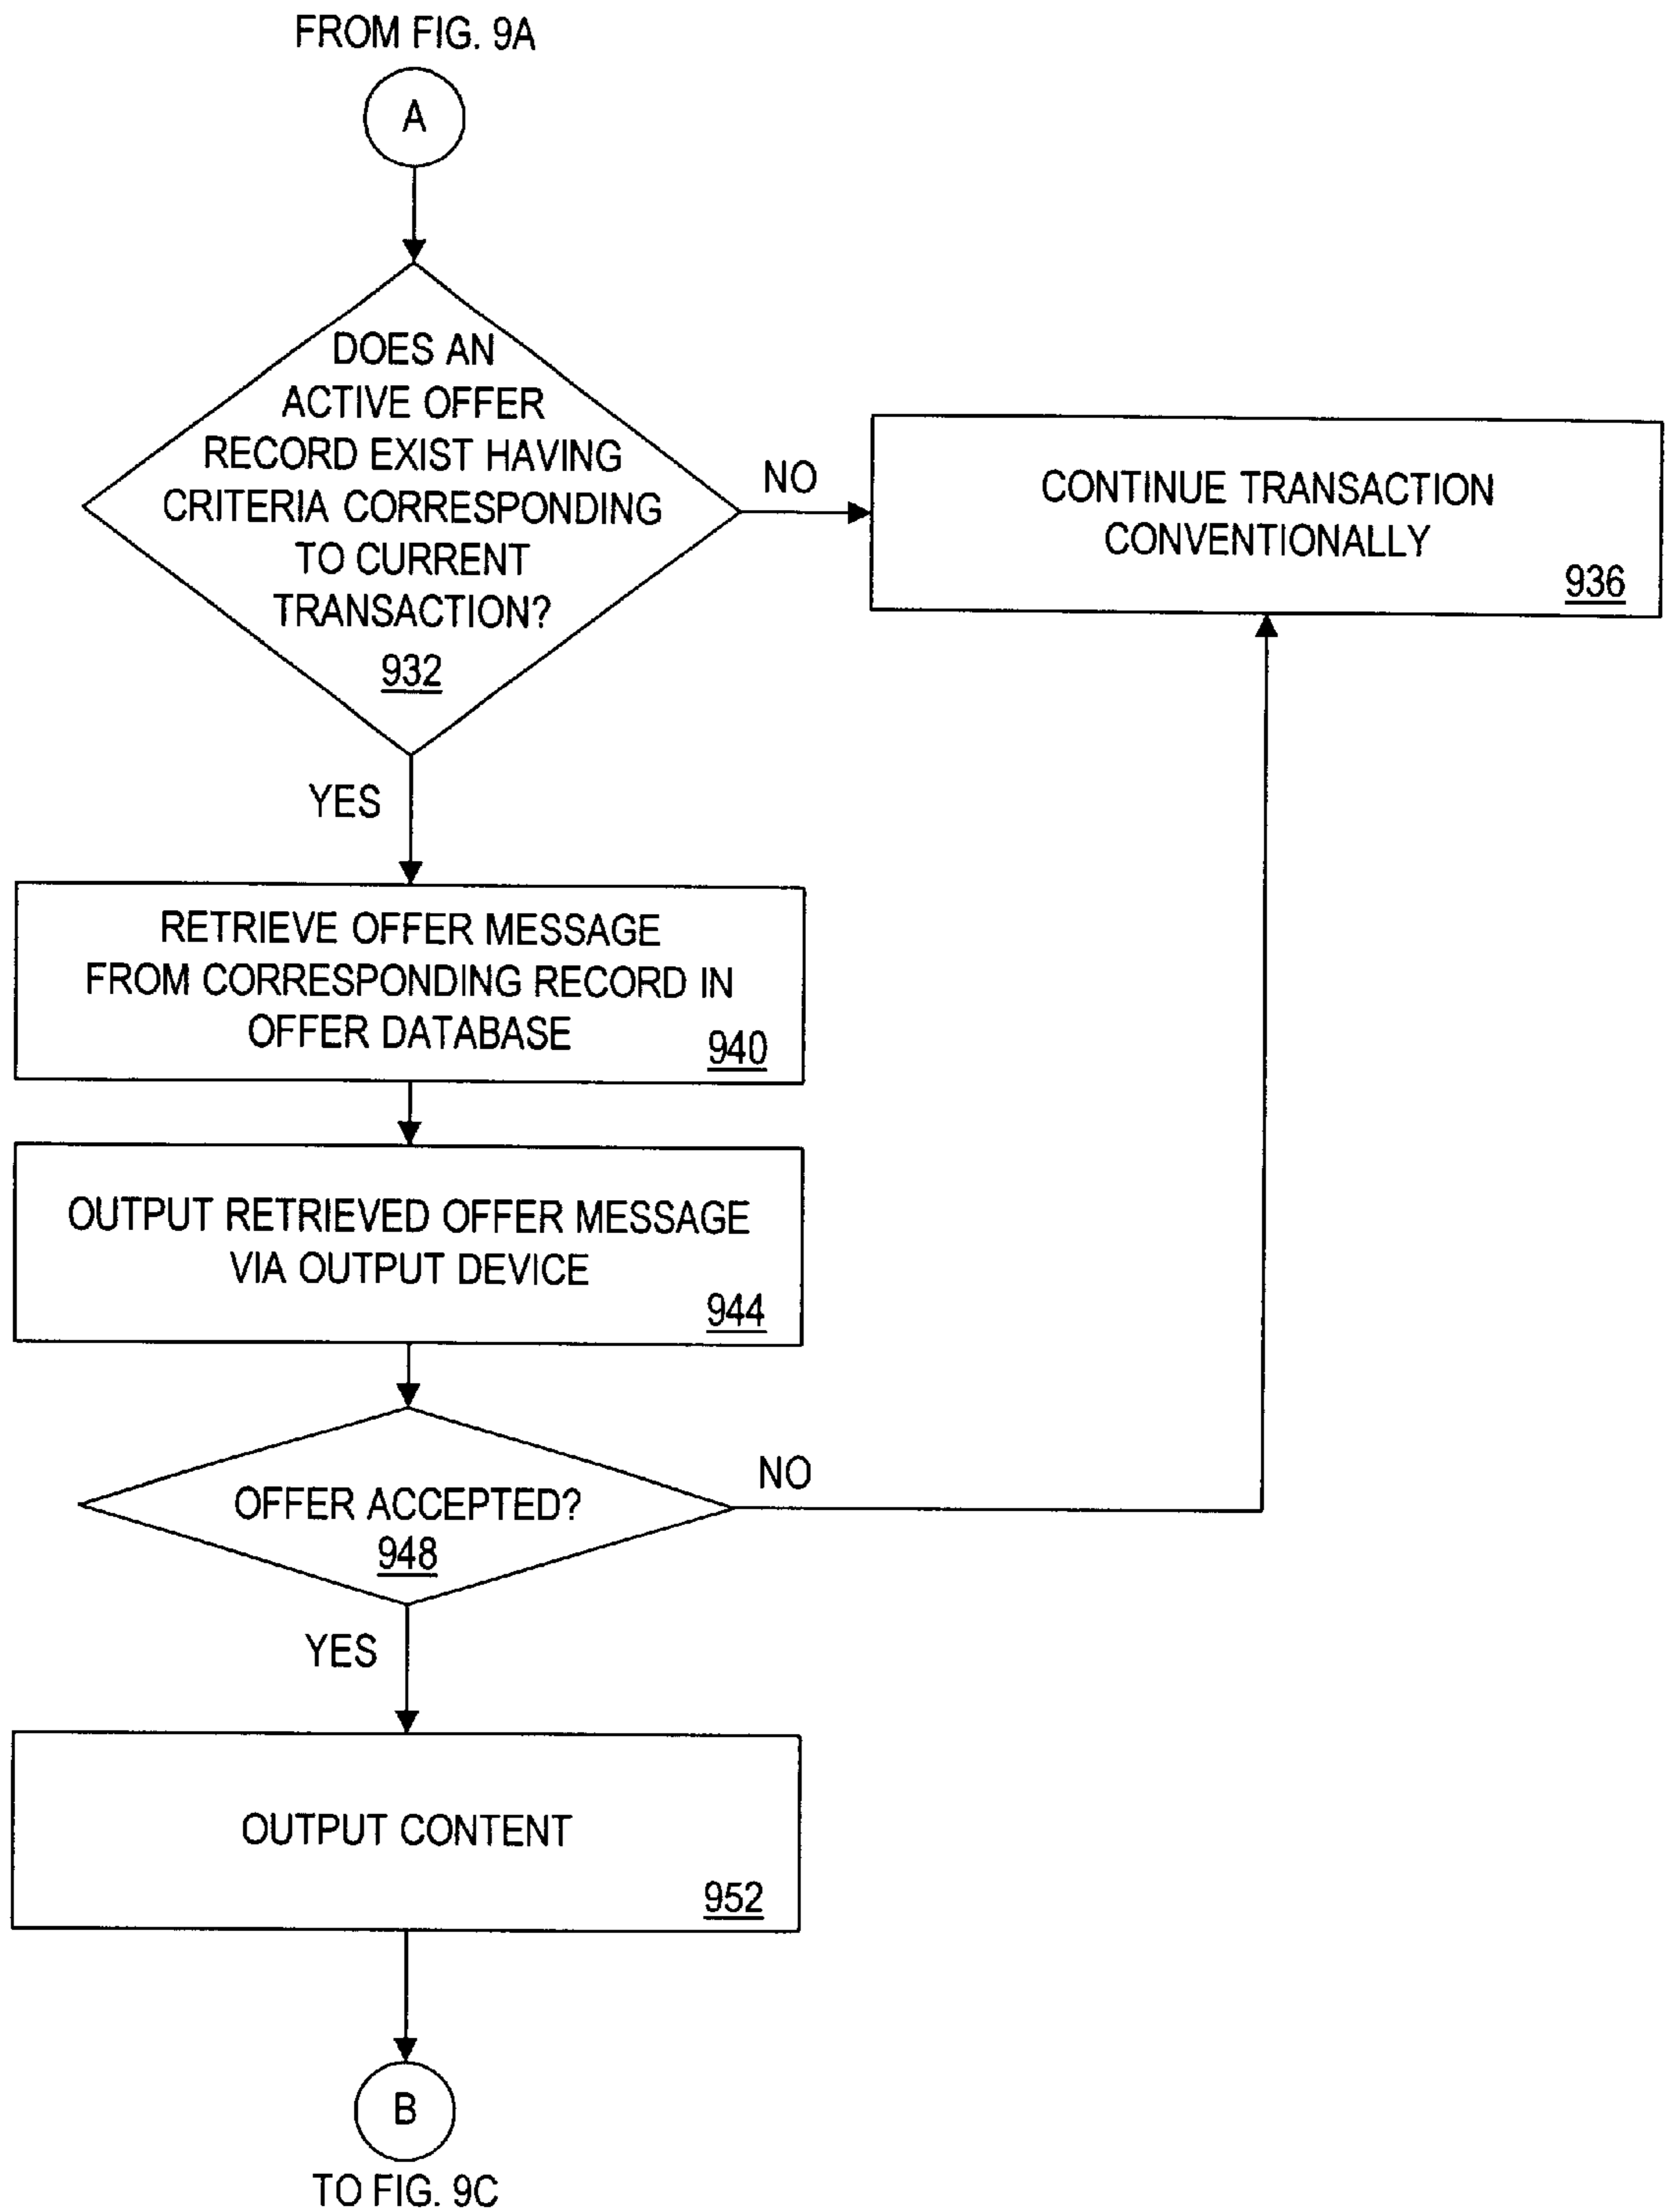 FROM FIG. 9A
A
DOES AN
ACTIVE OFFER
RECORD EXIST HAVING
CRITERIA CORRESPONDING
TO CURRENT
TRANSACTION?
932
NO
CONTINUE TRANSACTION
CONVENTIONALLY
936
YES
RETRIEVE OFFER MESSAGE
FROM CORRESPONDING RECORD IN
OFFER DATABASE
940
OUTPUT RETRIEVED OFFER MESSAGE
VIA OUTPUT DEVICE
944
OFFER ACCEPTED?
948
NO
YES
OUTPUT CONTENT
952
B
TO FIG. 9C